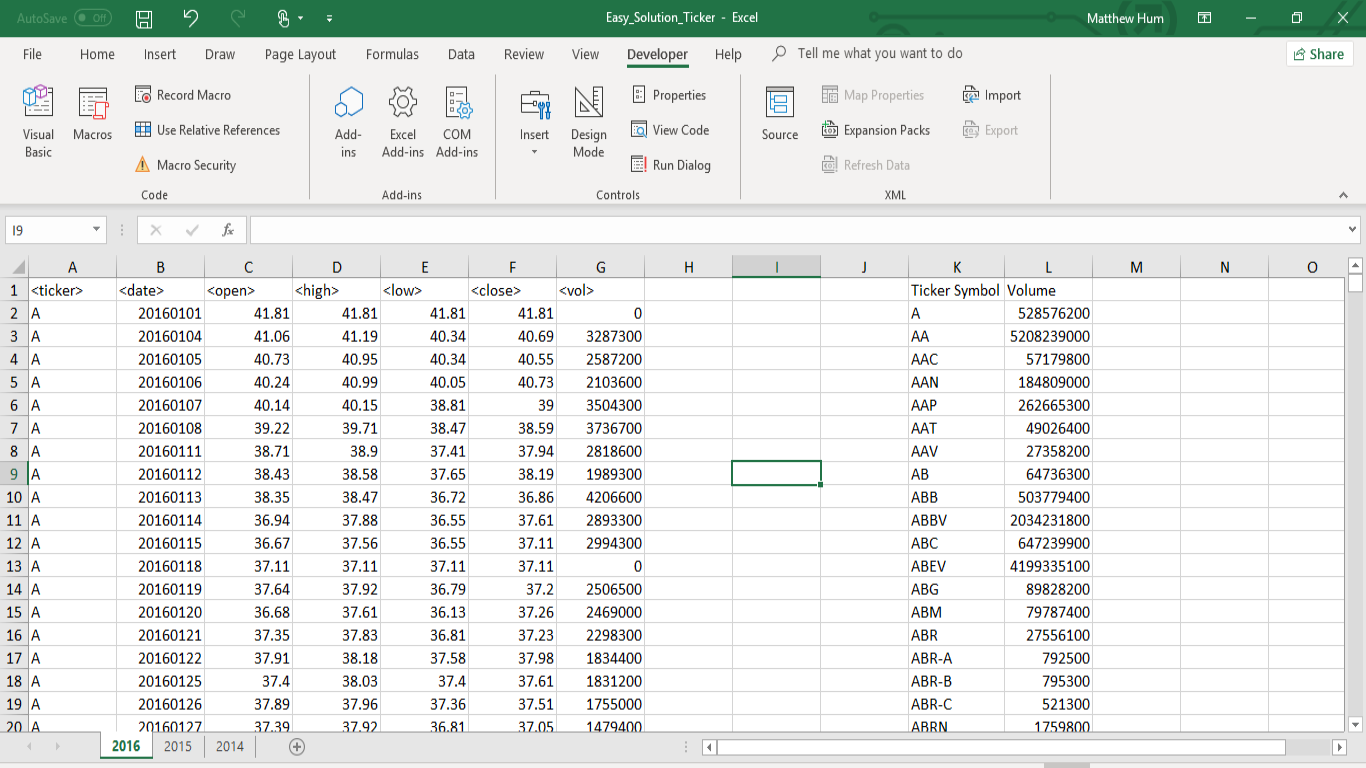 AutoSave Off Easy_Solution_Ticker - Excel Matthew Hum
File Home Insert Draw Page Layout Formulas Data Review View Developer Help Tell me what you want to do Share
Visual Basic
Macros
Record Macro
Use Relative References
Macro Security
Code
Add-ins
Excel Add-ins
COM Add-ins
Add-ins
Insert
Design Mode
Properties
View Code
Run Dialog
Controls
Source
Map Properties
Expansion Packs
Refresh Data
Import
Export
XML
I9 fx
A B C D E F G H I J K L M N O
1 <ticker> <date> <open> <high> <low> <close> <vol> Ticker Symbol Volume
2 A 20160101 41.81 41.81 41.81 41.81 0 A 528576200
3 A 20160104 41.06 41.19 40.34 40.69 3287300 AA 5208239000
4 A 20160105 40.73 40.95 40.34 40.55 2587200 AAC 57179800
5 A 20160106 40.24 40.99 40.05 40.73 2103600 AAN 184809000
6 A 20160107 40.14 40.15 38.81 39 3504300 AAP 262665300
7 A 20160108 39.22 39.71 38.47 38.59 3736700 AAT 49026400
8 A 20160111 38.71 38.9 37.41 37.94 2818600 AAV 27358200
9 A 20160112 38.43 38.58 37.65 38.19 1989300 AB 64736300
10 A 20160113 38.35 38.47 36.72 36.86 4206600 ABB 503779400
11 A 20160114 36.94 37.88 36.55 37.61 2893300 ABBV 2034231800
12 A 20160115 36.67 37.56 36.55 37.11 2994300 ABC 647239900
13 A 20160118 37.11 37.11 37.11 37.11 0 ABEV 4199335100
14 A 20160119 37.64 37.92 36.79 37.2 2506500 ABG 89828200
15 A 20160120 36.68 37.61 36.13 37.26 2469000 ABM 79787400
16 A 20160121 37.35 37.83 36.81 37.23 2298300 ABR 27556100
17 A 20160122 37.91 38.18 37.58 37.98 1834400 ABR-A 792500
18 A 20160125 37.4 38.03 37.4 37.61 1831200 ABR-B 795300
19 A 20160126 37.89 37.96 37.36 37.51 1755000 ABR-C 521300
20 A 20160127 37.39 37.92 36.81 37.05 1479400 ABRN 1759800
2016 2015 2014